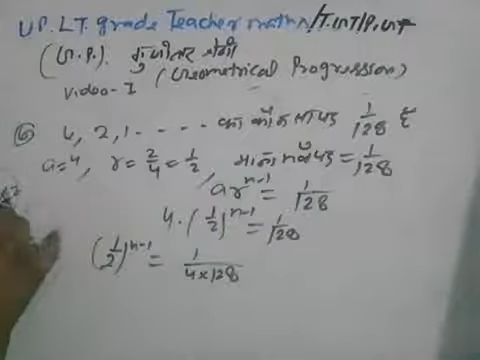 U.P. L.T. grade Teacher maths/T.GT/P.GT
(G.P.). गुणोत्तर श्रेणी
(Geometrical Progression)
Video-I
⑥ 4, 2, 1 - - - - - का कौन सा पद 1/128 है
a=4, r = 2/4 = 1/2, माना nवाँ पद = 1/128
ar^(n-1) = 1/128
4·(1/2)^(n-1) = 1/128
(1/2)^(n-1) = 1/(4×128)